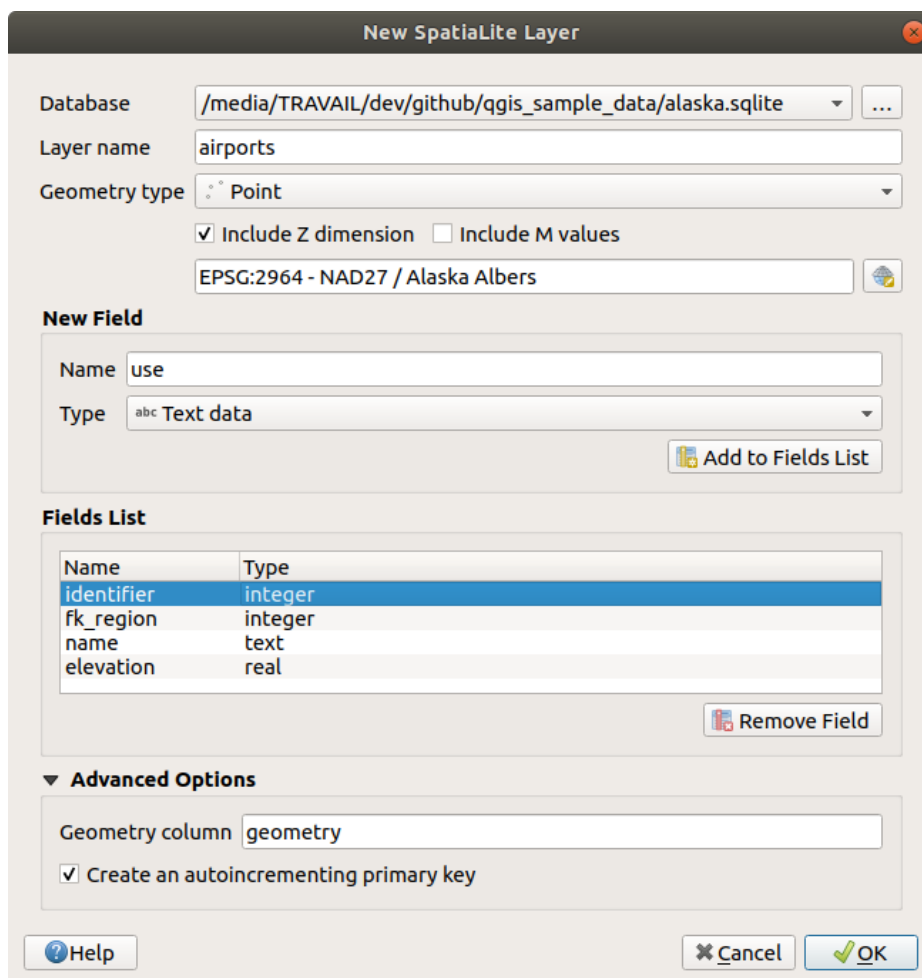 New SpatiaLite Layer
Database /media/TRAVAIL/dev/github/qgis_sample_data/alaska.sqlite ...
Layer name airports
Geometry type Point
Include Z dimension Include M values
EPSG:2964 - NAD27 / Alaska Albers
New Field
Name use
Type abc Text data
Add to Fields List
Fields List
Name Type
identifier integer
fk_region integer
name text
elevation real
Remove Field
Advanced Options
Geometry column geometry
Create an autoincrementing primary key
Help Cancel OK